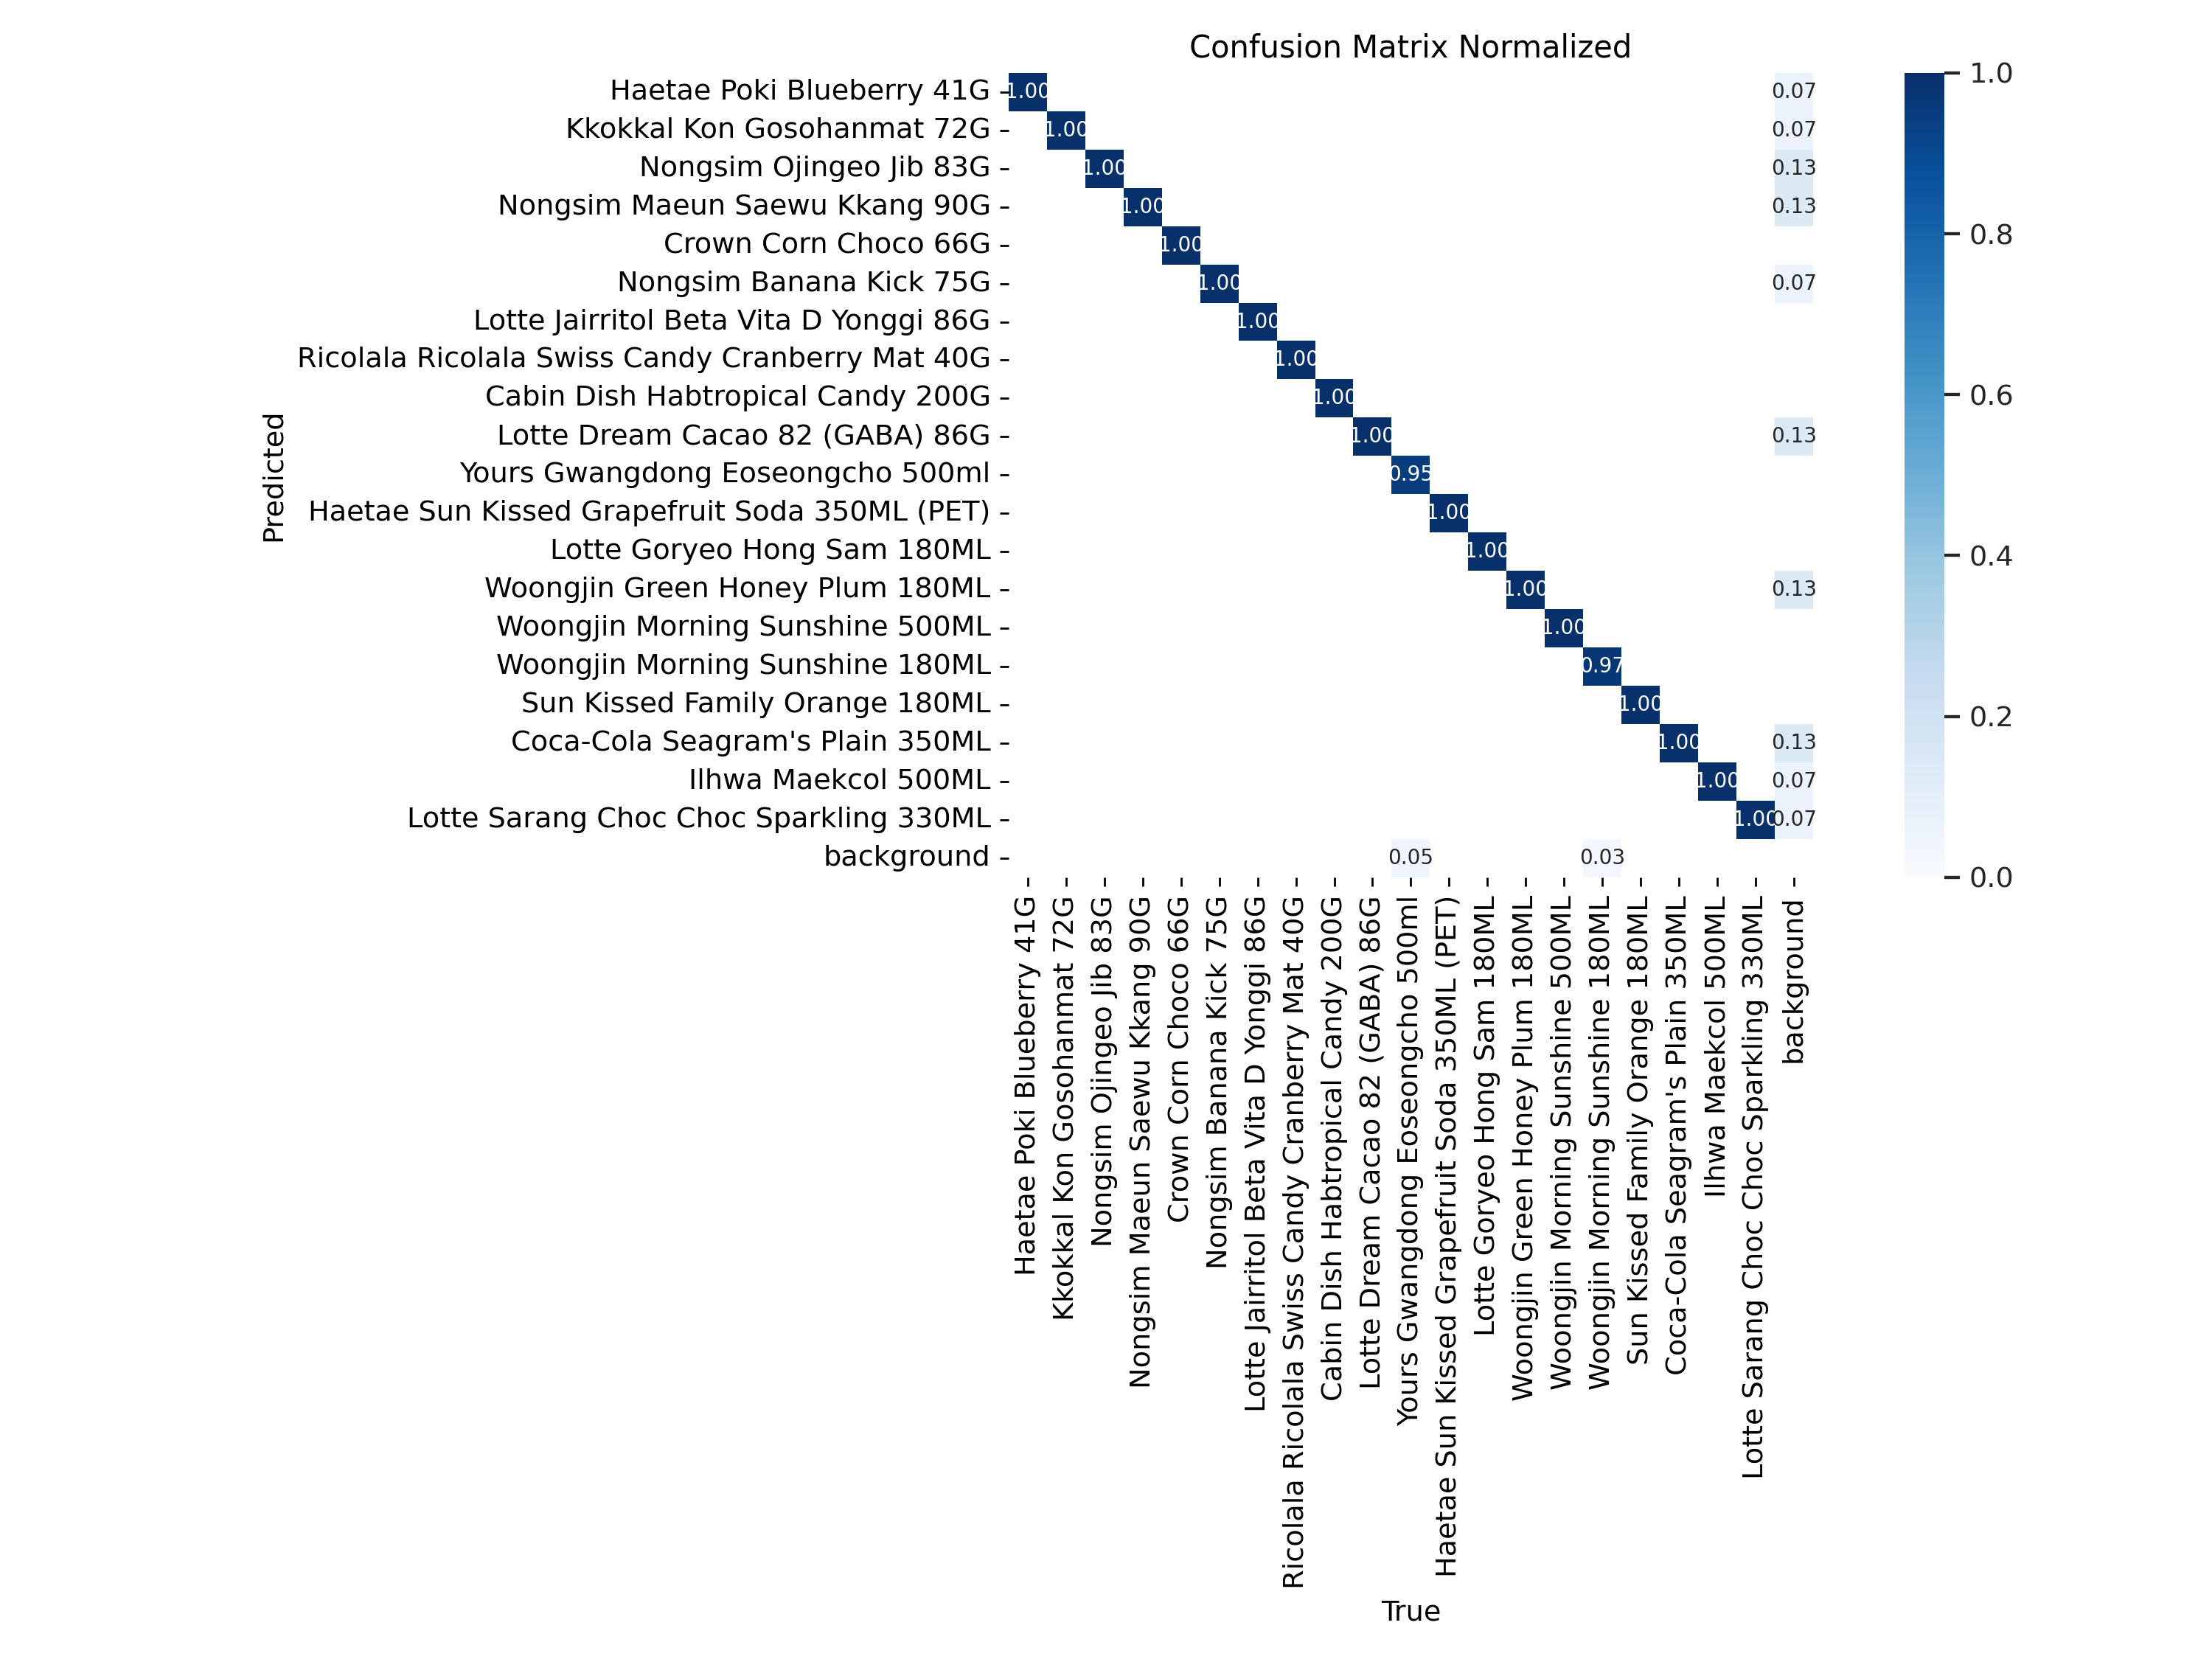 Confusion Matrix Normalized
Haetae Poki Blueberry 41G 1.00 0.07
Kkokkal Kon Gosohanmat 72G 1.00 0.07
Nongsim Ojingeo Jib 83G 1.00 0.13
Nongsim Maeun Saewu Kkang 90G 1.00 0.13
Crown Corn Choco 66G 1.00
Nongsim Banana Kick 75G 1.00 0.07
Lotte Jairritol Beta Vita D Yonggi 86G 1.00
Ricolala Ricolala Swiss Candy Cranberry Mat 40G 1.00
Cabin Dish Habtropical Candy 200G 1.00
Lotte Dream Cacao 82 (GABA) 86G 1.00 0.13
Yours Gwangdong Eoseongcho 500ml 0.95
Haetae Sun Kissed Grapefruit Soda 350ML (PET) 1.00
Lotte Goryeo Hong Sam 180ML 1.00
Woongjin Green Honey Plum 180ML 1.00 0.13
Woongjin Morning Sunshine 500ML 1.00
Woongjin Morning Sunshine 180ML 0.97
Sun Kissed Family Orange 180ML 1.00
Coca-Cola Seagram's Plain 350ML 1.00 0.13
Ilhwa Maekcol 500ML 1.00 0.07
Lotte Sarang Choc Choc Sparkling 330ML 1.00 0.07
background 0.05 0.03
Predicted
Haetae Poki Blueberry 41G
Kkokkal Kon Gosohanmat 72G
Nongsim Ojingeo Jib 83G
Nongsim Maeun Saewu Kkang 90G
Crown Corn Choco 66G
Nongsim Banana Kick 75G
Lotte Jairritol Beta Vita D Yonggi 86G
Ricolala Ricolala Swiss Candy Cranberry Mat 40G
Cabin Dish Habtropical Candy 200G
Lotte Dream Cacao 82 (GABA) 86G
Yours Gwangdong Eoseongcho 500ml
Haetae Sun Kissed Grapefruit Soda 350ML (PET)
Lotte Goryeo Hong Sam 180ML
Woongjin Green Honey Plum 180ML
Woongjin Morning Sunshine 500ML
Woongjin Morning Sunshine 180ML
Sun Kissed Family Orange 180ML
Coca-Cola Seagram's Plain 350ML
Ilhwa Maekcol 500ML
Lotte Sarang Choc Choc Sparkling 330ML
background
True
1.0
0.8
0.6
0.4
0.2
0.0